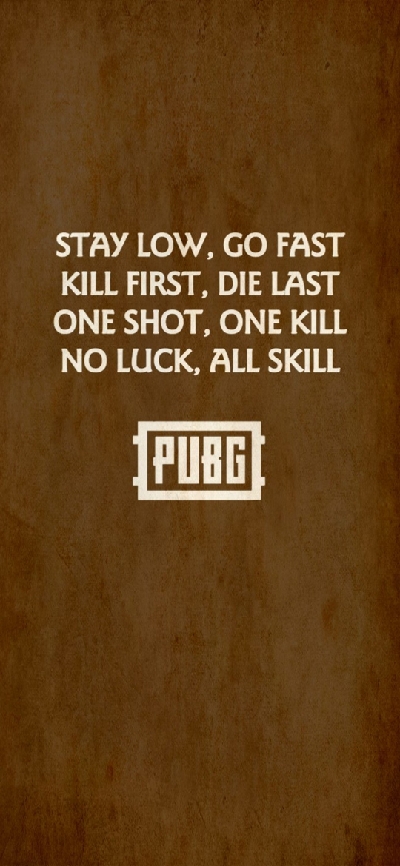 STAY LOW, GO FAST
KILL FIRST, DIE LAST
ONE SHOT, ONE KILL
NO LUCK, ALL SKILL
PUBG